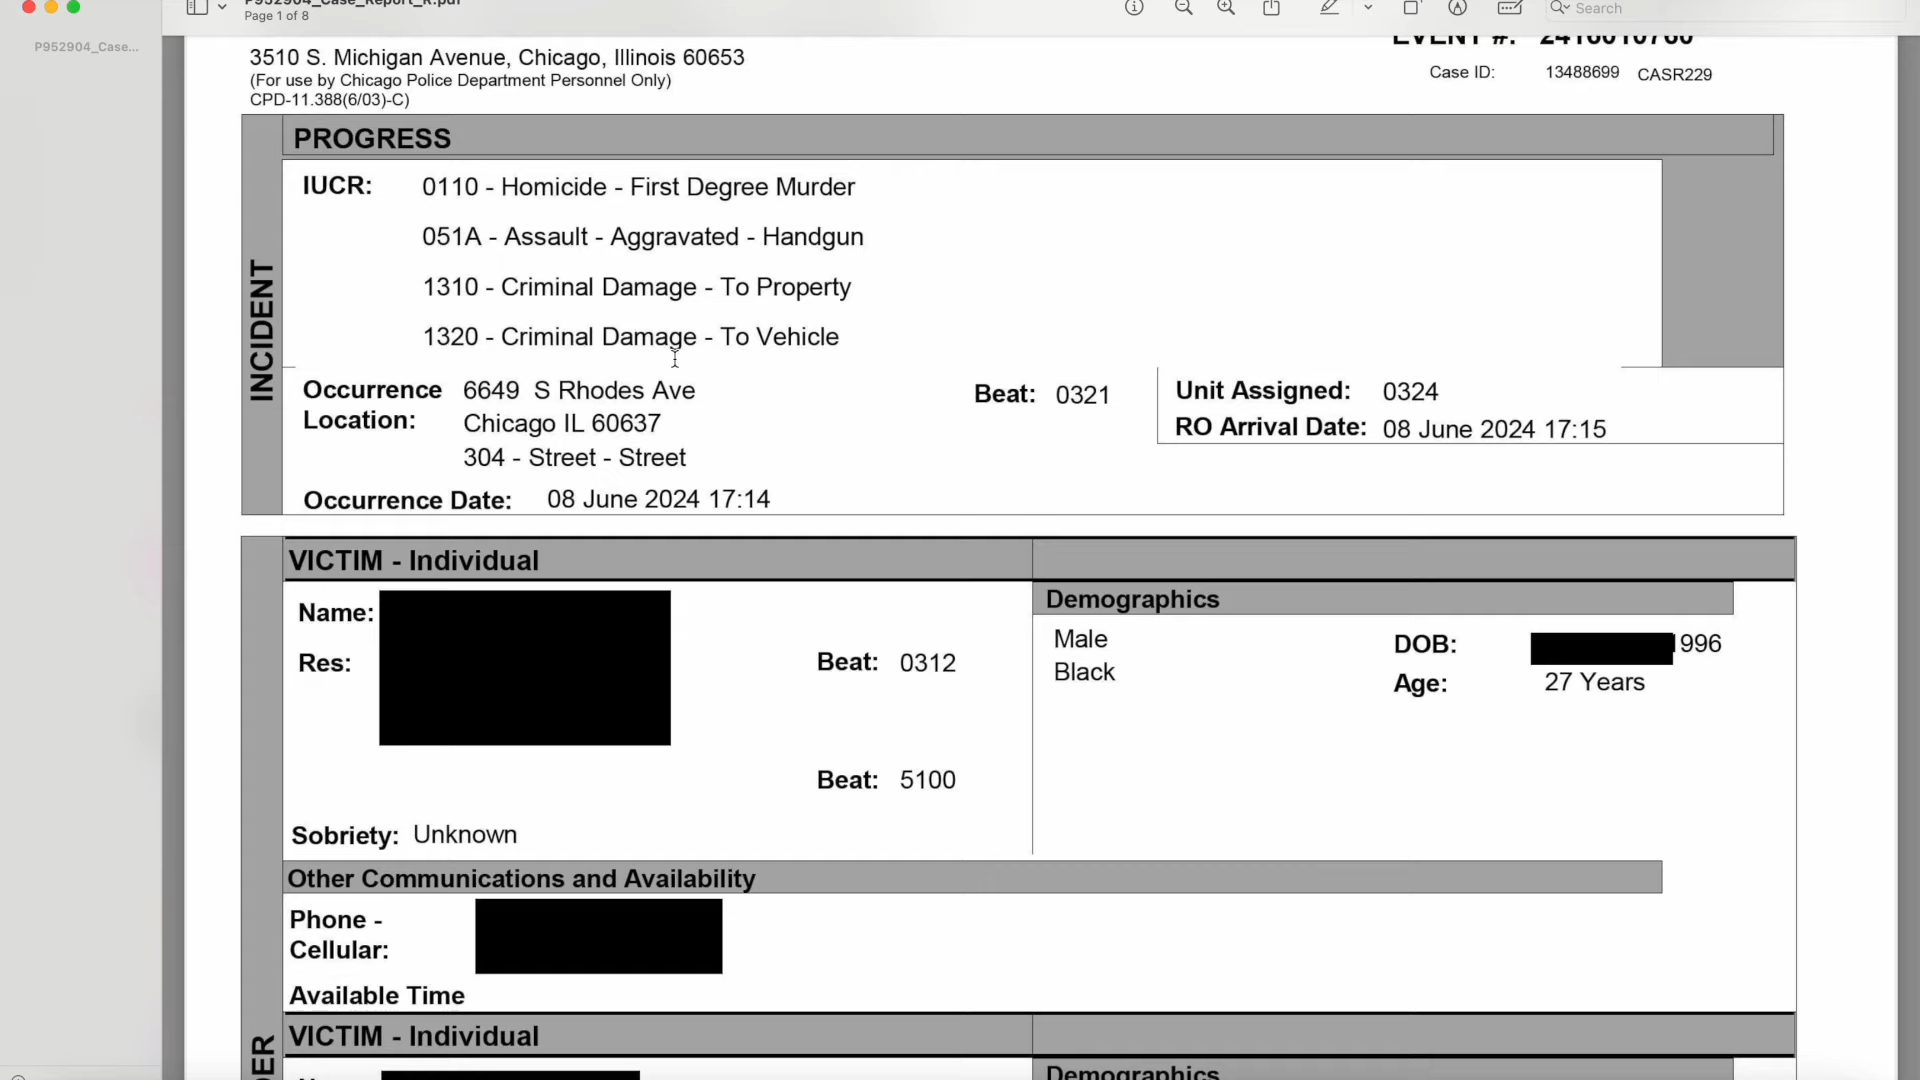 P952904_Case_Report_R.pdf
Page 1 of 8
Search
P952904_Case...
3510 S. Michigan Avenue, Chicago, Illinois 60653
(For use by Chicago Police Department Personnel Only)
CPD-11.388(6/03)-C)
EVENT #: 2416010760
Case ID: 13488699 CASR229
INCIDENT
PROGRESS
IUCR: 0110 - Homicide - First Degree Murder
051A - Assault - Aggravated - Handgun
1310 - Criminal Damage - To Property
1320 - Criminal Damage - To Vehicle
Occurrence Location: 6649 S Rhodes Ave
Chicago IL 60637
304 - Street - Street
Beat: 0321
Unit Assigned: 0324
RO Arrival Date: 08 June 2024 17:15
Occurrence Date: 08 June 2024 17:14
VICTIM - Individual
Name:
Res:
Beat: 0312
Beat: 5100
Sobriety: Unknown
Demographics
Male
Black
DOB: 996
Age: 27 Years
Other Communications and Availability
Phone -
Cellular:
Available Time
VICTIM - Individual
Demographics